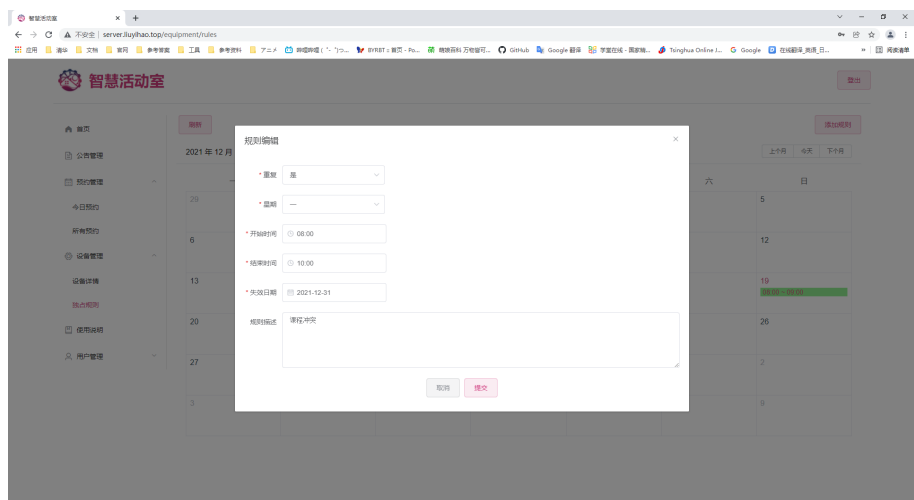 智慧活动室
不安全 | server.liuyihao.top/equipment/rules
应用 清华 文档 官网 参考答案 工具 参考资料 アニメ
GitHub Google 翻译
Google
阅读清单
智慧活动室
登出
首页
公告管理
预约管理
今日预约
所有预约
设备管理
设备详情
独占规则
使用说明
用户管理
刷新
添加规则
2021 年 12 月
上个月 今天 下个月
一 六 日
29 5
6 12
13 19
08:00 -- 09:00
20 26
27 2
3 9
规则编辑
* 重复 是
* 星期 一
* 开始时间 08:00
* 结束时间 10:00
* 失效日期 2021-12-31
规则描述 课程冲突
取消 提交